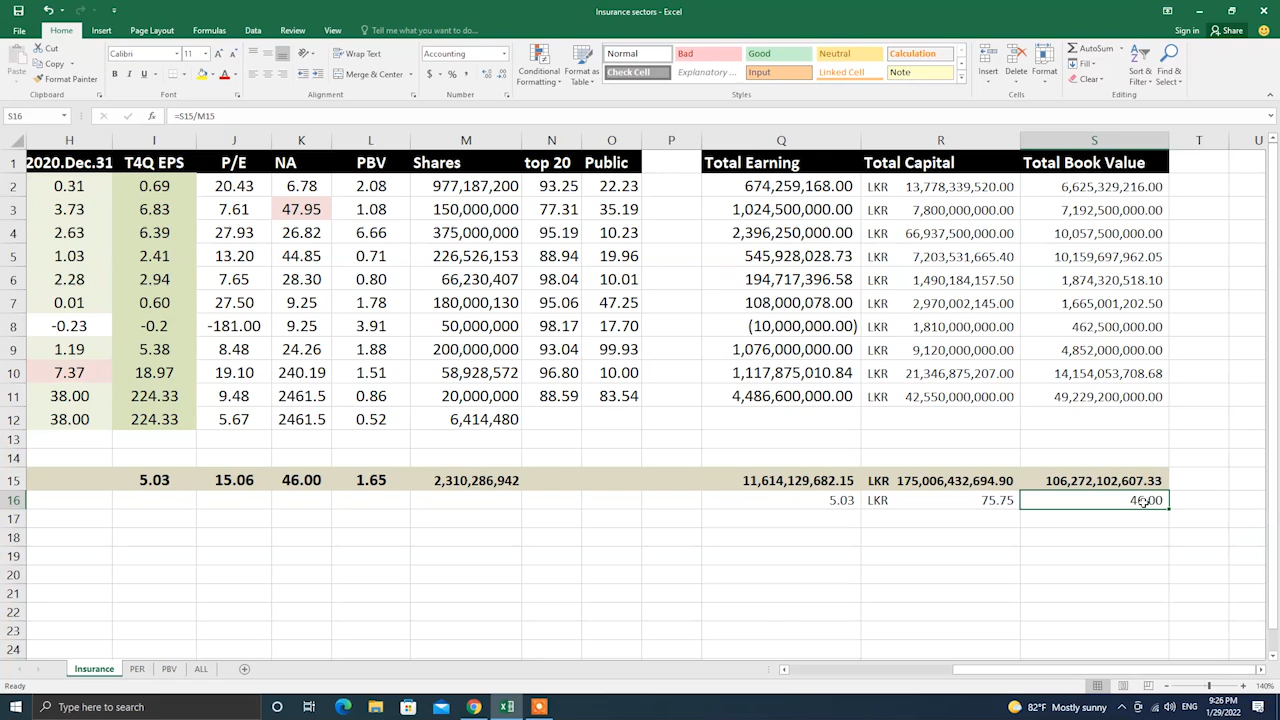 Insurance sectors - Excel
Sign in
Share
File Home Insert Page Layout Formulas Data Review View Tell me what you want to do...
Paste
Cut
Copy
Format Painter
Clipboard
Calibri 11
B I U
Font
Wrap Text
Merge & Center
Alignment
Accounting
$ % ,
Number
Conditional Formatting
Format as Table
Normal Bad Good Neutral Calculation
Check Cell Explanatory ... Input Linked Cell Note
Styles
Insert Delete Format
Cells
AutoSum
Fill
Clear
Sort & Filter
Find & Select
Editing
S16 fx =S15/M15
H I J K L M N O P Q R S T U
1 2020.Dec.31 T4Q EPS P/E NA PBV Shares top 20 Public Total Earning Total Capital Total Book Value
2 0.31 0.69 20.43 6.78 2.08 977,187,200 93.25 22.23 674,259,168.00 LKR 13,778,339,520.00 6,625,329,216.00
3 3.73 6.83 7.61 47.95 1.08 150,000,000 77.31 35.19 1,024,500,000.00 LKR 7,800,000,000.00 7,192,500,000.00
4 2.63 6.39 27.93 26.82 6.66 375,000,000 95.19 10.23 2,396,250,000.00 LKR 66,937,500,000.00 10,057,500,000.00
5 1.03 2.41 13.20 44.85 0.71 226,526,153 88.94 19.96 545,928,028.73 LKR 7,203,531,665.40 10,159,697,962.05
6 2.28 2.94 7.65 28.30 0.80 66,230,407 98.04 10.01 194,717,396.58 LKR 1,490,184,157.50 1,874,320,518.10
7 0.01 0.60 27.50 9.25 1.78 180,000,130 95.06 47.25 108,000,078.00 LKR 2,970,002,145.00 1,665,001,202.50
8 -0.23 -0.2 -181.00 9.25 3.91 50,000,000 98.17 17.70 (10,000,000.00) LKR 1,810,000,000.00 462,500,000.00
9 1.19 5.38 8.48 24.26 1.88 200,000,000 93.04 99.93 1,076,000,000.00 LKR 9,120,000,000.00 4,852,000,000.00
10 7.37 18.97 19.10 240.19 1.51 58,928,572 96.80 10.00 1,117,875,010.84 LKR 21,346,875,207.00 14,154,053,708.68
11 38.00 224.33 9.48 2461.5 0.86 20,000,000 88.59 83.54 4,486,600,000.00 LKR 42,550,000,000.00 49,229,200,000.00
12 38.00 224.33 5.67 2461.5 0.52 6,414,480
13
14
15 5.03 15.06 46.00 1.65 2,310,286,942 11,614,129,682.15 LKR 175,006,432,694.90 106,272,102,607.33
16 5.03 LKR 75.75 46.00
17
18
19
20
21
22
23
24
Insurance PER PBV ALL
Ready
140%
Type here to search
82°F Mostly sunny
ENG
9:26 PM
1/29/2022